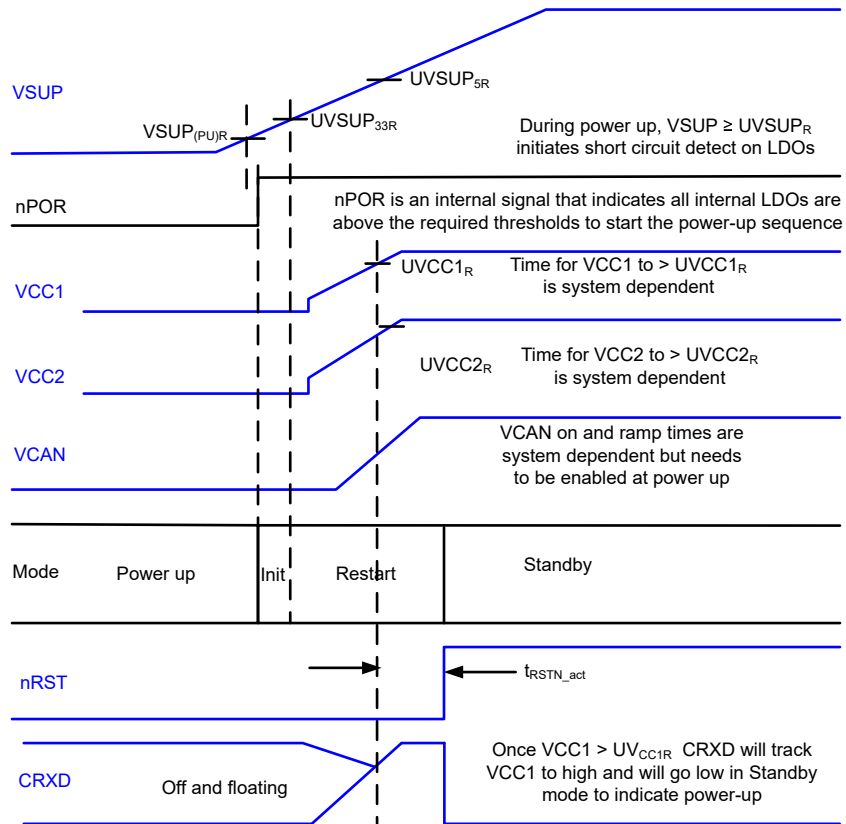 UVSUP5R
VSUP
VSUP(PU)R
UVSUP33R
During power up, VSUP ≥ UVSUPR
initiates short circuit detect on LDOs
nPOR
nPOR is an internal signal that indicates all internal LDOs are
above the required thresholds to start the power-up sequence
VCC1
UVCC1R
Time for VCC1 to > UVCC1R
is system dependent
VCC2
UVCC2R
Time for VCC2 to > UVCC2R
is system dependent
VCAN
VCAN on and ramp times are
system dependent but needs
to be enabled at power up
Mode
Power up
Init
Restart
Standby
nRST
tRSTN_act
CRXD
Off and floating
Once VCC1 > UVCC1R CRXD will track
VCC1 to high and will go low in Standby
mode to indicate power-up